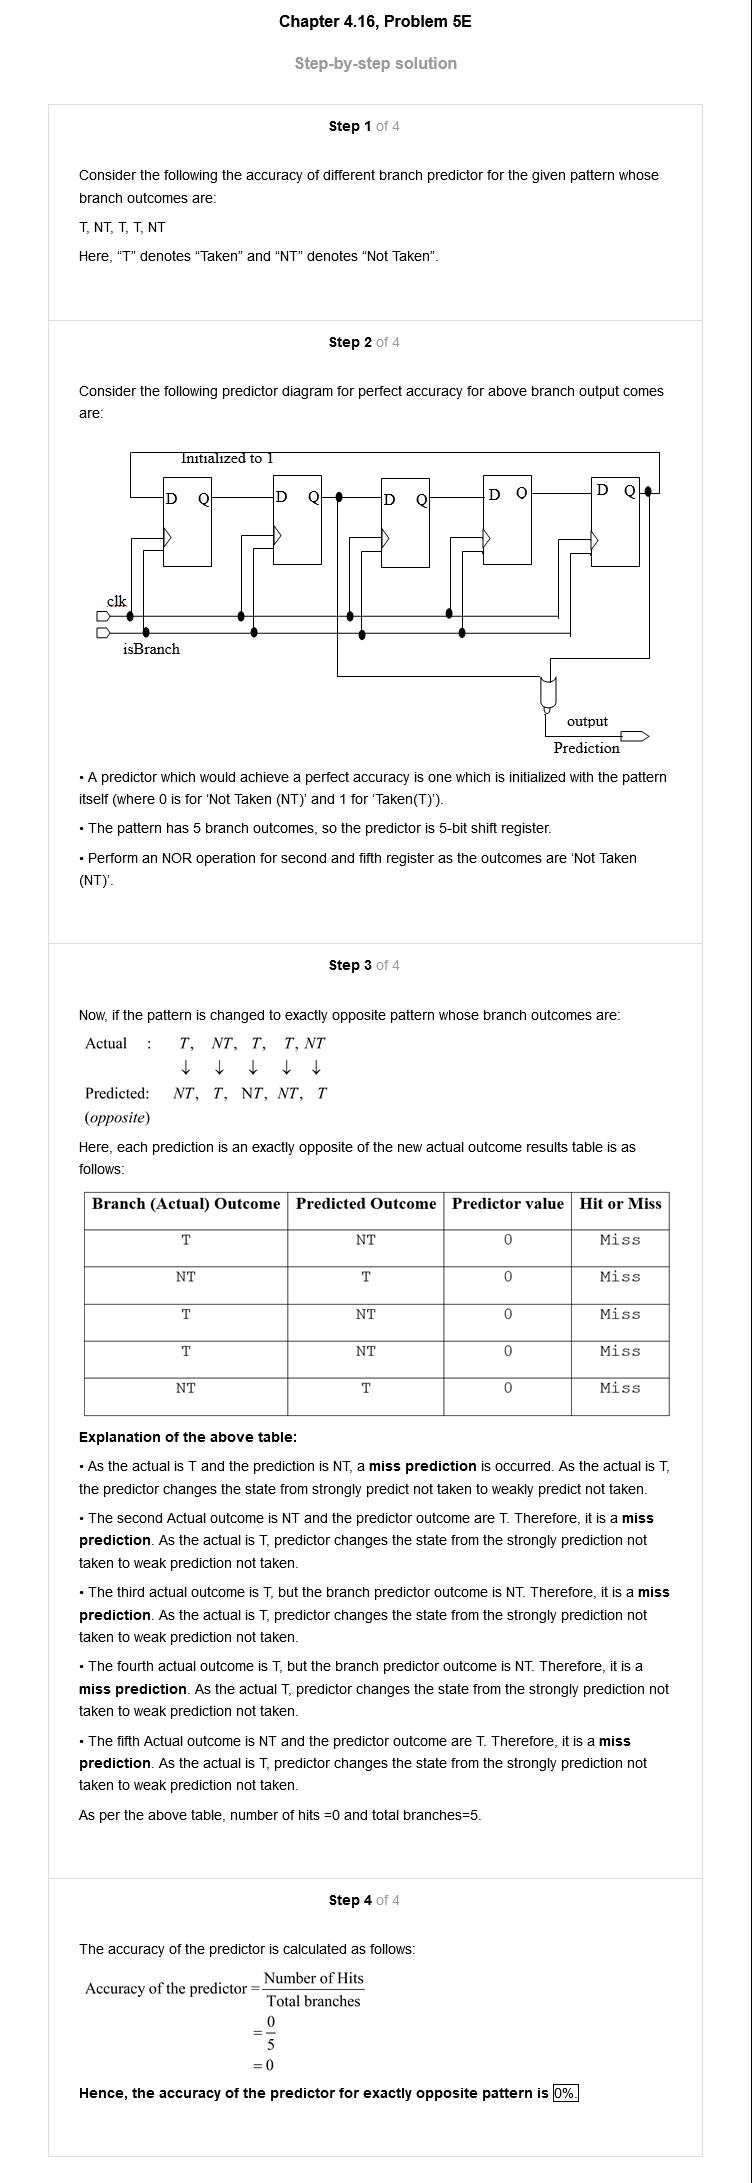 Chapter 4.16, Problem 5E
Step-by-step solution
Step 1 of 4
Consider the following the accuracy of different branch predictor for the given pattern whose
branch outcomes are:
T, NT, T, T, NT
Here, “T” denotes “Taken” and “NT” denotes “Not Taken”.
Step 2 of 4
Consider the following predictor diagram for perfect accuracy for above branch output comes
are:
Initialized to 1
D Q D Q D Q D Q D Q
clk
isBranch
output
Prediction
• A predictor which would achieve a perfect accuracy is one which is initialized with the pattern
itself (where 0 is for ‘Not Taken (NT)’ and 1 for ‘Taken(T)’).
• The pattern has 5 branch outcomes, so the predictor is 5-bit shift register.
• Perform an NOR operation for second and fifth register as the outcomes are ‘Not Taken
(NT)’.
Step 3 of 4
Now, if the pattern is changed to exactly opposite pattern whose branch outcomes are:
Actual : T, NT, T, T, NT
↓ ↓ ↓ ↓ ↓
Predicted: NT, T, NT, NT, T
(opposite)
Here, each prediction is an exactly opposite of the new actual outcome results table is as
follows:
Branch (Actual) Outcome Predicted Outcome Predictor value Hit or Miss
T NT 0 Miss
NT T 0 Miss
T NT 0 Miss
T NT 0 Miss
NT T 0 Miss
Explanation of the above table:
• As the actual is T and the prediction is NT, a miss prediction is occurred. As the actual is T,
the predictor changes the state from strongly predict not taken to weakly predict not taken.
• The second Actual outcome is NT and the predictor outcome are T. Therefore, it is a miss
prediction. As the actual is T, predictor changes the state from the strongly prediction not
taken to weak prediction not taken.
• The third actual outcome is T, but the branch predictor outcome is NT. Therefore, it is a miss
prediction. As the actual is T, predictor changes the state from the strongly prediction not
taken to weak prediction not taken.
• The fourth actual outcome is T, but the branch predictor outcome is NT. Therefore, it is a
miss prediction. As the actual T, predictor changes the state from the strongly prediction not
taken to weak prediction not taken.
• The fifth Actual outcome is NT and the predictor outcome are T. Therefore, it is a miss
prediction. As the actual is T, predictor changes the state from the strongly prediction not
taken to weak prediction not taken.
As per the above table, number of hits =0 and total branches=5.
Step 4 of 4
The accuracy of the predictor is calculated as follows:
Accuracy of the predictor = Number of Hits
Total branches
= 0
5
= 0
Hence, the accuracy of the predictor for exactly opposite pattern is 0%.